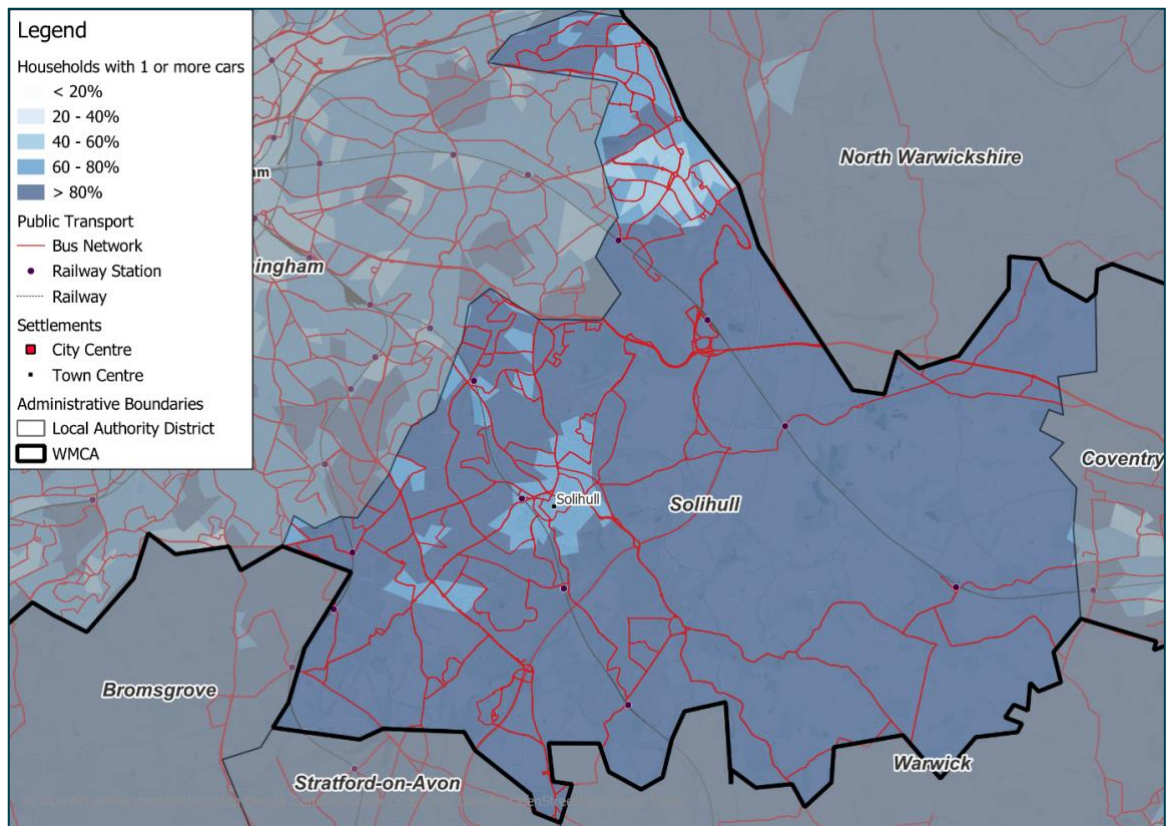 Legend
Households with 1 or more cars
< 20%
20 - 40%
40 - 60%
60 - 80%
> 80%
Public Transport
Bus Network
Railway Station
Railway
Settlements
City Centre
Town Centre
Administrative Boundaries
Local Authority District
WMCA
North Warwickshire
am
ingham
Coventry
Solihull
Solihull
Bromsgrove
Stratford-on-Avon
Warwick